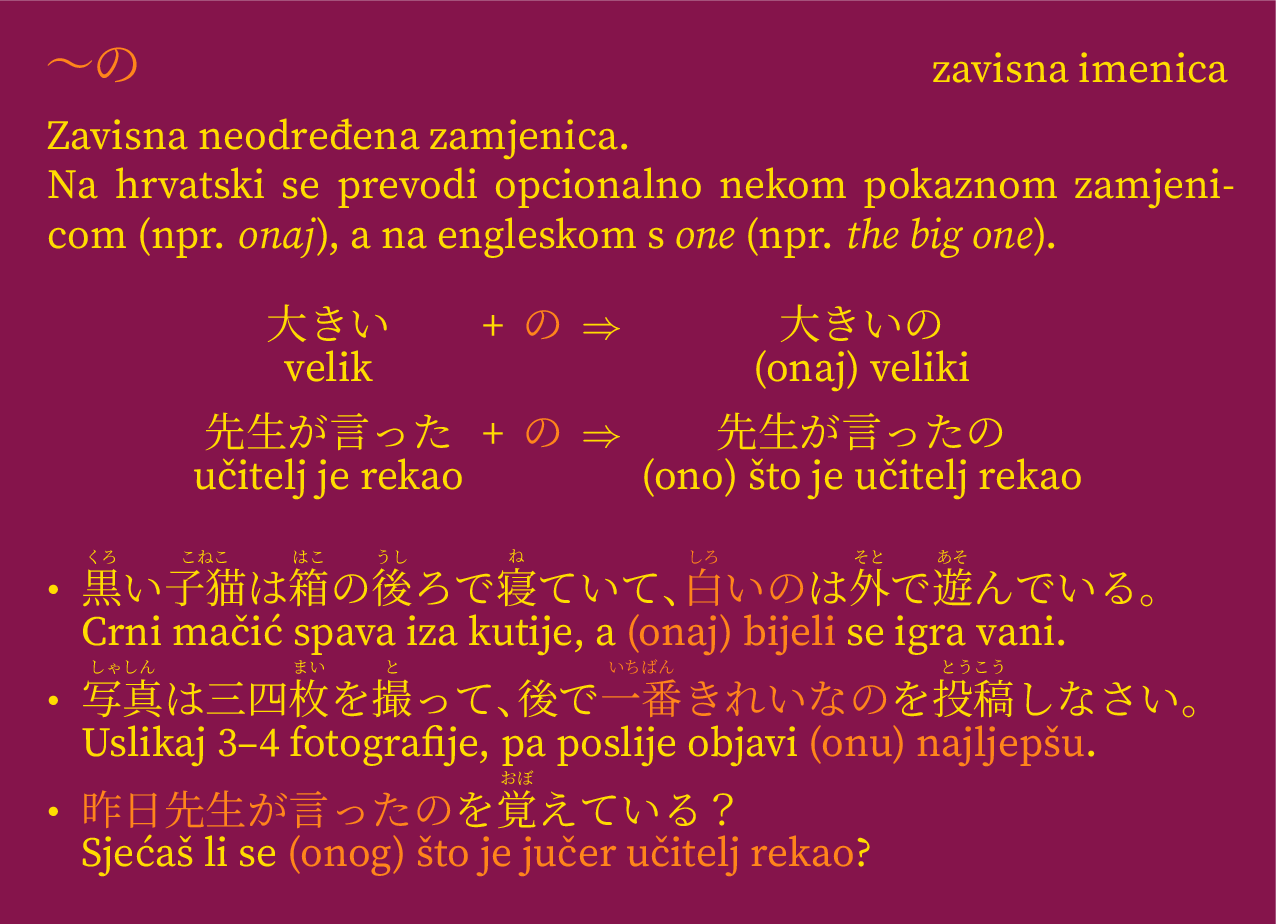 〜の zavisna imenica
Zavisna neodređena zamjenica.
Na hrvatski se prevodi opcionalno nekom pokaznom zamjeni-
com (npr. onaj), a na engleskom s one (npr. the big one).
大きい + の ⇒ 大きいの
velik (onaj) veliki
先生が言った + の ⇒ 先生が言ったの
učitelj je rekao (ono) što je učitelj rekao
くろ こねこ はこ うし ね しろ そと あそ
• 黒い子猫は箱の後ろで寝ていて、白いのは外で遊んでいる。
Crni mačić spava iza kutije, a (onaj) bijeli se igra vani.
しゃしん まい と いちばん とうこう
• 写真は三四枚を撮って、後で一番きれいなのを投稿しなさい。
Uslikaj 3–4 fotografije, pa poslije objavi (onu) najljepšu.
おぼ
• 昨日先生が言ったのを覚えている？
Sjećaš li se (onog) što je jučer učitelj rekao?